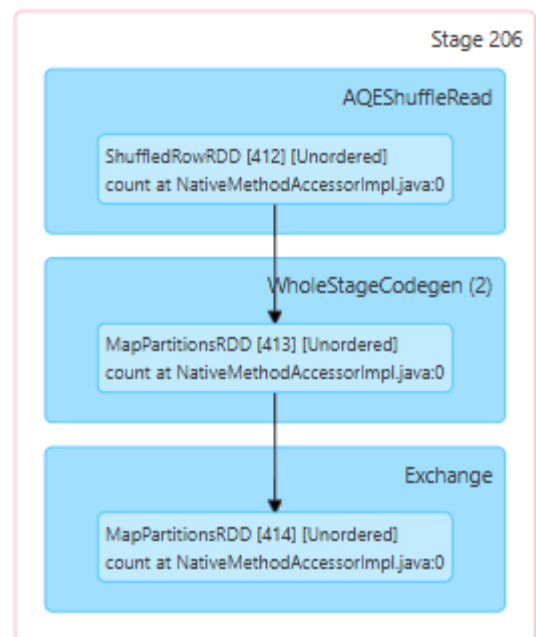 Stage 206
AQEShuffleRead
ShuffledRowRDD [412] [Unordered]
count at NativeMethodAccessorImpl.java:0
WholeStageCodegen (2)
MapPartitionsRDD [413] [Unordered]
count at NativeMethodAccessorImpl.java:0
Exchange
MapPartitionsRDD [414] [Unordered]
count at NativeMethodAccessorImpl.java:0